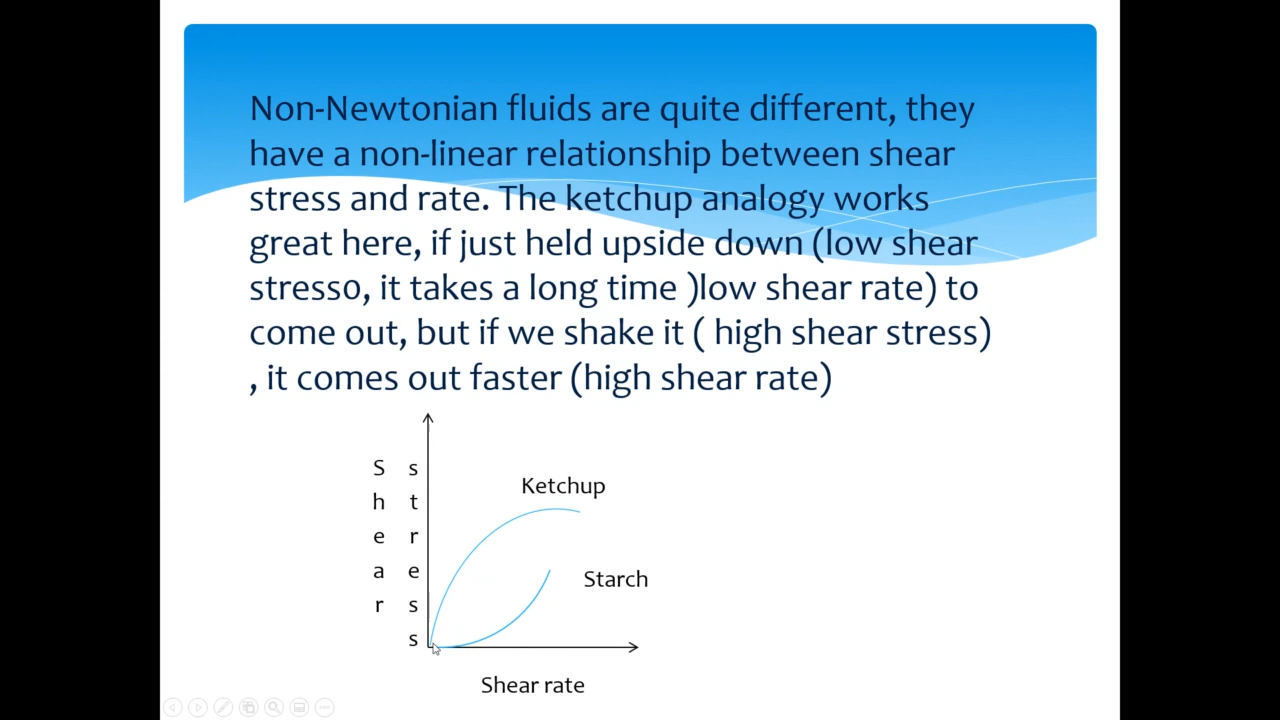 Non-Newtonian fluids are quite different, they
have a non-linear relationship between shear
stress and rate. The ketchup analogy works
great here, if just held upside down (low shear
stress0, it takes a long time )low shear rate) to
come out, but if we shake it ( high shear stress)
, it comes out faster (high shear rate)
Shear stress
Ketchup
Starch
Shear rate